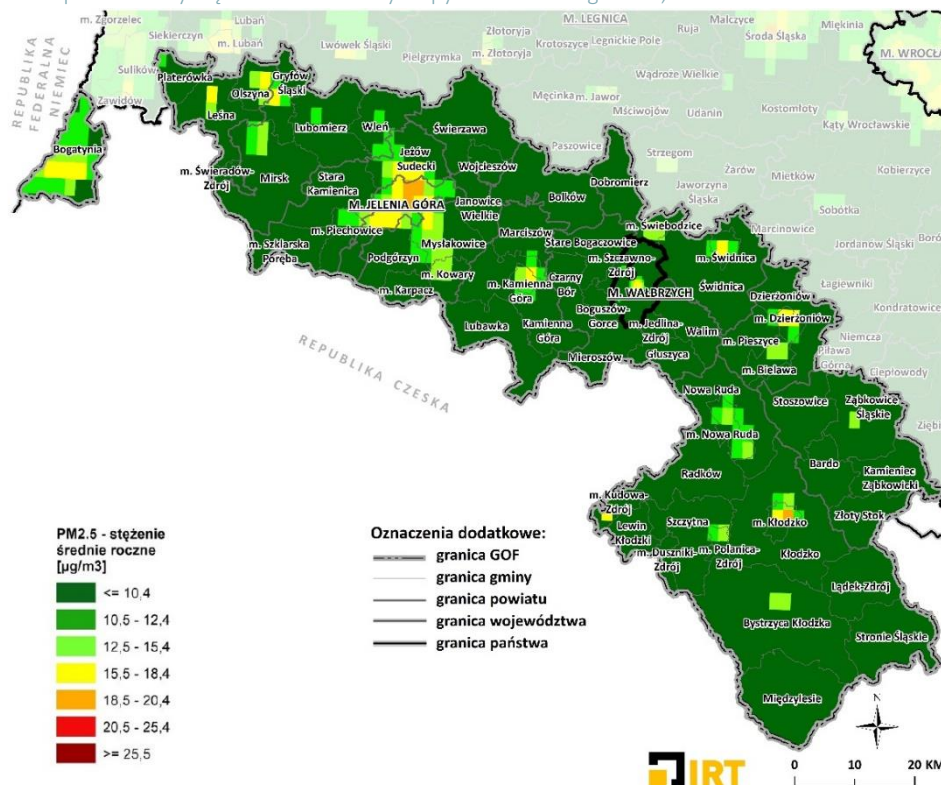 m. Zgorzelec
Lubań
Siekierczyn
m. Lubań
Lwówek Śląski
Sulików
Zawidów
Pielgrzymka
Złotoryja
m. Złotoryja
Krotoszyce
M. LEGNICA
Legnickie Pole
Ruja
Malczyce
Środa Śląska
Miękinia
M. WROCŁA
Wądroże Wielkie
Męcinka
m. Jawor
Mściwojów
Udanin
Kostomłoty
Kąty Wrocławskie
Paszowice
Strzegom
Żarów
Mietków
Kobierzyce
Jaworzyna
Śląska
Marcinowice
Sobótka
Jordanów Śląski
Łagiewniki
Kondratowice
Niemcza
Piława
Górna
Ciepłowody
REPUBLIKA
FEDERALNA
NIEMIEC
Bogatynia
Platerówka
Olszyna
Gryfów
Śląski
Leśna
Lubomierz
Wleń
Świerzawa
m. Świeradów-
Zdrój
Mirsk
Stara
Kamienica
Jeżów
Sudecki
Wojcieszów
M. JELENIA GÓRA
Janowice
Wielkie
Bolków
Dobromierz
m. Piechowice
m. Szklarska
Poręba
Podgórzyn
Mysłakowice
m. Kowary
m. Karpacz
Marciszów
Stare Bogaczowice
m. Świebodzice
m. Szczawno-
Zdrój
m. Świdnica
Świdnica
m. Kamienna
Góra
Czarny
Bór
M. WAŁBRZYCH
Boguszów-
Gorce
m. Jedlina-
Zdrój
Walim
Głuszyca
Dzierżoniów
m. Dzierżoniów
m. Pieszyce
m. Bielawa
Lubawka
Kamienna
Góra
Mieroszów
REPUBLIKA CZESKA
Nowa Ruda
m. Nowa Ruda
Stoszowice
Ząbkowice
Śląskie
Bardo
Kamieniec
Ząbkowicki
Złoty Stok
Radków
m. Kudowa-
Zdrój
Lewin
Kłodzki
Szczytna
m. Duszniki-
Zdrój
m. Polanica-
Zdrój
m. Kłodzko
Kłodzko
Lądek-Zdrój
Bystrzyca Kłodzka
Stronie Śląskie
Międzylesie
PM2.5 - stężenie
średnie roczne
[µg/m3]
<= 10,4
10,5 - 12,4
12,5 - 15,4
15,5 - 18,4
18,5 - 20,4
20,5 - 25,4
>= 25,5
Oznaczenia dodatkowe:
granica GOF
granica gminy
granica powiatu
granica województwa
granica państwa
N
IRT
0 10 20 KM